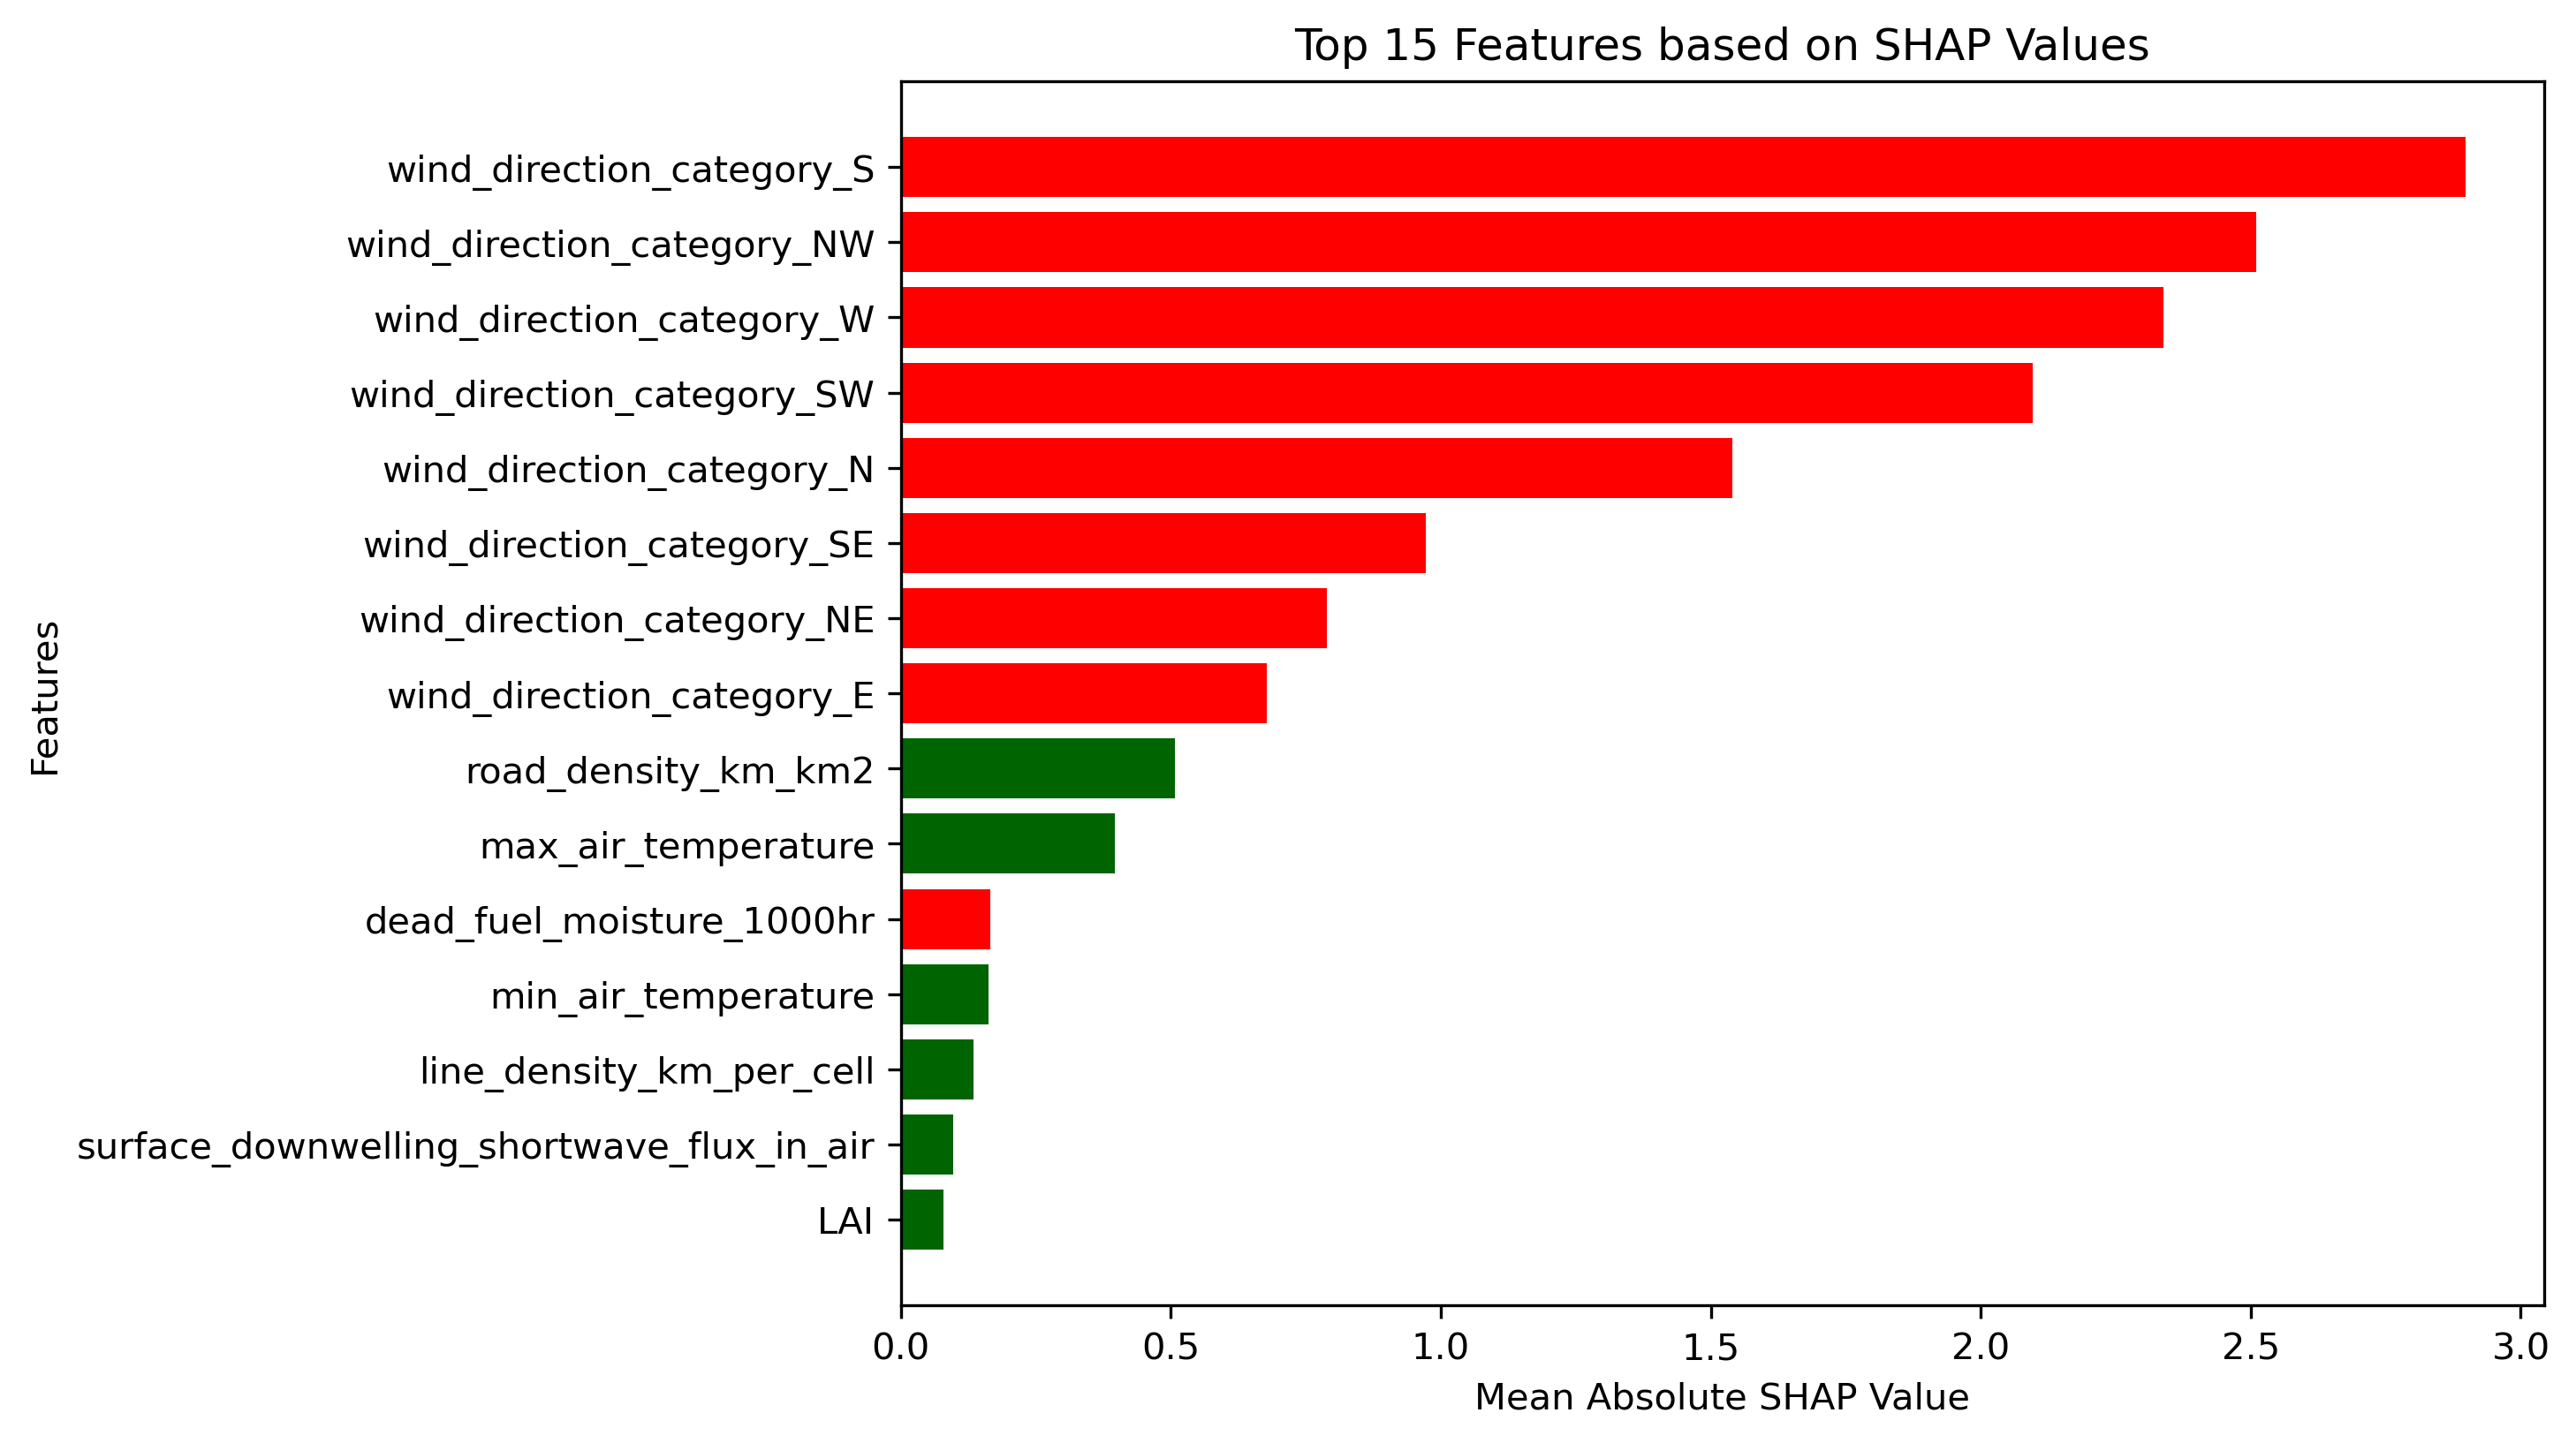 Top 15 Features based on SHAP Values
wind_direction_category_S
wind_direction_category_NW
wind_direction_category_W
wind_direction_category_SW
wind_direction_category_N
wind_direction_category_SE
wind_direction_category_NE
wind_direction_category_E
road_density_km_km2
max_air_temperature
dead_fuel_moisture_1000hr
min_air_temperature
line_density_km_per_cell
surface_downwelling_shortwave_flux_in_air
LAI
Features
0.0 0.5 1.0 1.5 2.0 2.5 3.0
Mean Absolute SHAP Value